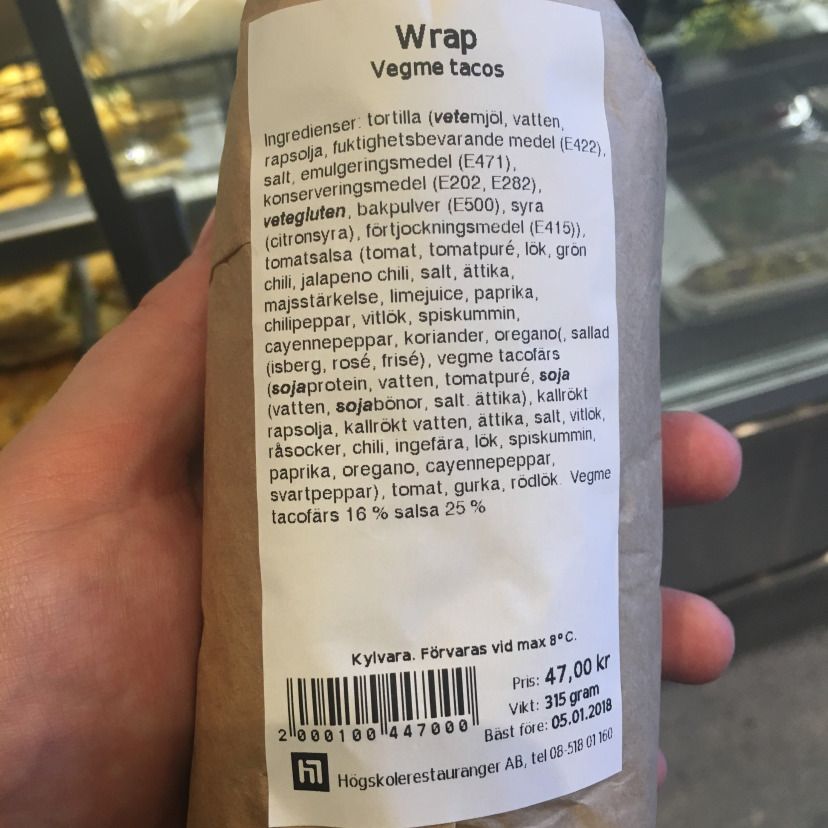 Wrap
Vegme tacos
Ingredienser: tortilla (vetemjöl, vatten,
rapsolja, fuktighetsbevarande medel (E422),
salt, emulgeringsmedel (E471),
konserveringsmedel (E202, E282),
vetegluten, bakpulver (E500), syra
(citronsyra), förtjockningsmedel (E415)),
tomatsalsa (tomat, tomatpuré, lök, grön
chili, jalapeno chili, salt, ättika,
majsstärkelse, limejuice, paprika,
chilipeppar, vitlök, spiskummin,
cayennepeppar, koriander, oregano(, sallad
(isberg, rosé, frisé), vegme tacofärs
(sojaprotein, vatten, tomatpuré, soja
(vatten, sojabönor, salt. ättika), kallrökt
rapsolja, kallrökt vatten, ättika, salt, vitlök,
råsocker, chili, ingefära, lök, spiskummin,
paprika, oregano, cayennepeppar,
svartpeppar), tomat, gurka, rödlök. Vegme
tacofärs 16 % salsa 25 %
Kylvara. Förvaras vid max 8°C.
Pris: 47,00 kr
Vikt: 315 gram
Bäst före: 05.01.2018
2 000100 447000
Högskolerestauranger AB, tel 08-518 01 160